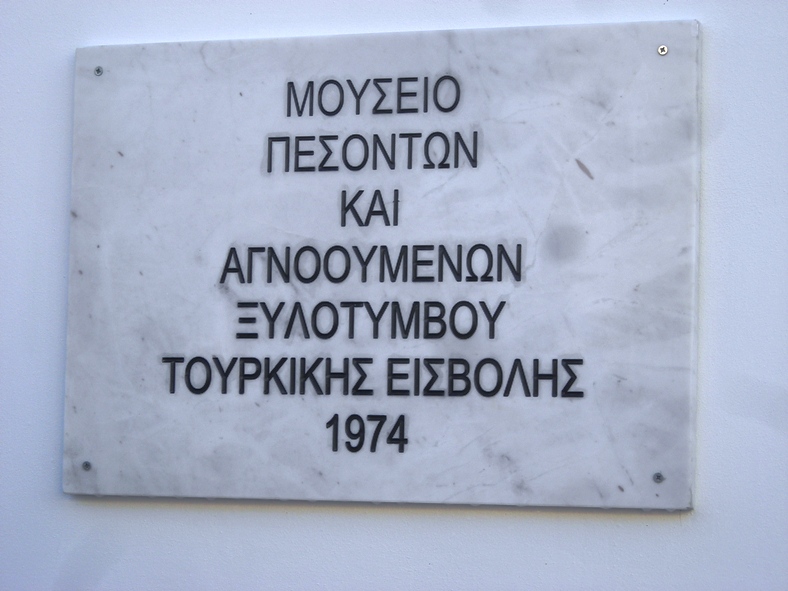 ΜΟΥΣΕΙΟ
ΠΕΣΟΝΤΩΝ
ΚΑΙ
ΑΓΝΟΟΥΜΕΝΩΝ
ΞΥΛΟΤΥΜΒΟΥ
ΤΟΥΡΚΙΚΗΣ ΕΙΣΒΟΛΗΣ
1974